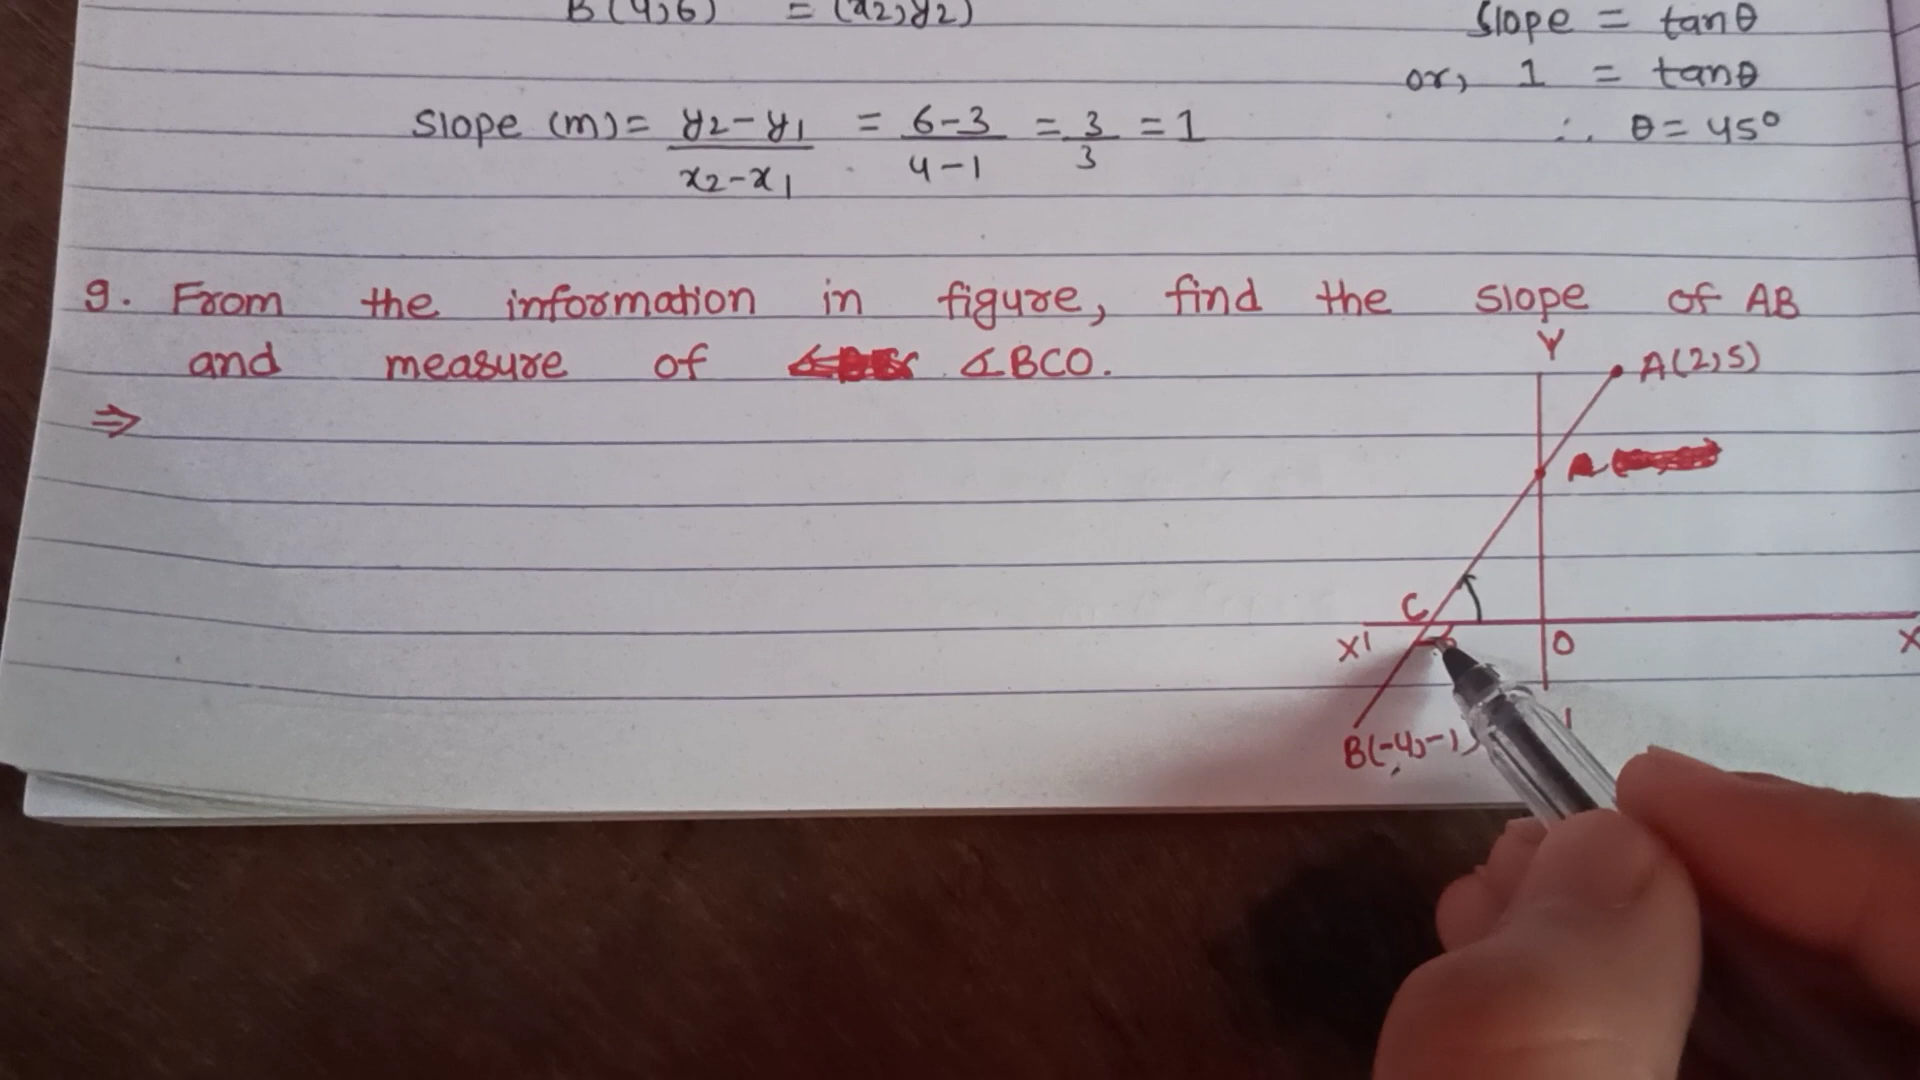 B(4,6) = (x2,y2)
Slope = tanθ
or, 1 = tanθ
Slope (m) = y2-y1 / x2-x1 = 6-3 / 4-1 = 3/3 = 1
∴ θ = 45°
9. From the information in figure, find the slope of AB
and measure of ∡BCO.
⇒
Y
A(2,5)
A
C
X'
O
X
B(-4,-1)